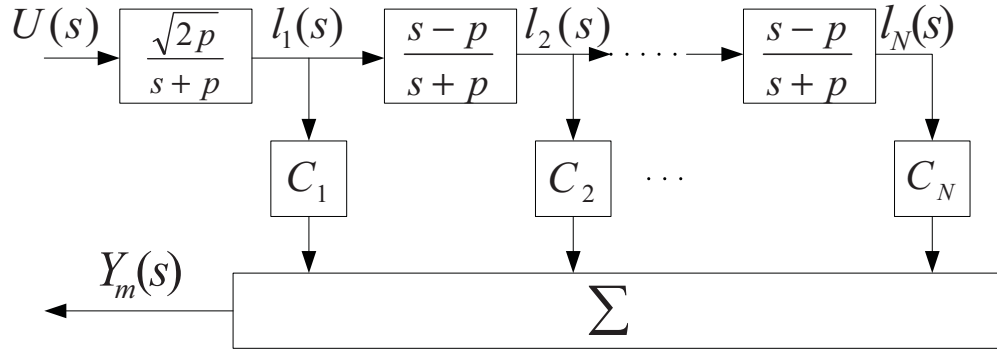 U(s) √2p / s + p l₁(s) s − p / s + p l₂(s) ····· s − p / s + p l_N(s)
C₁ C₂ ··· C_N
Y_m(s) Σ